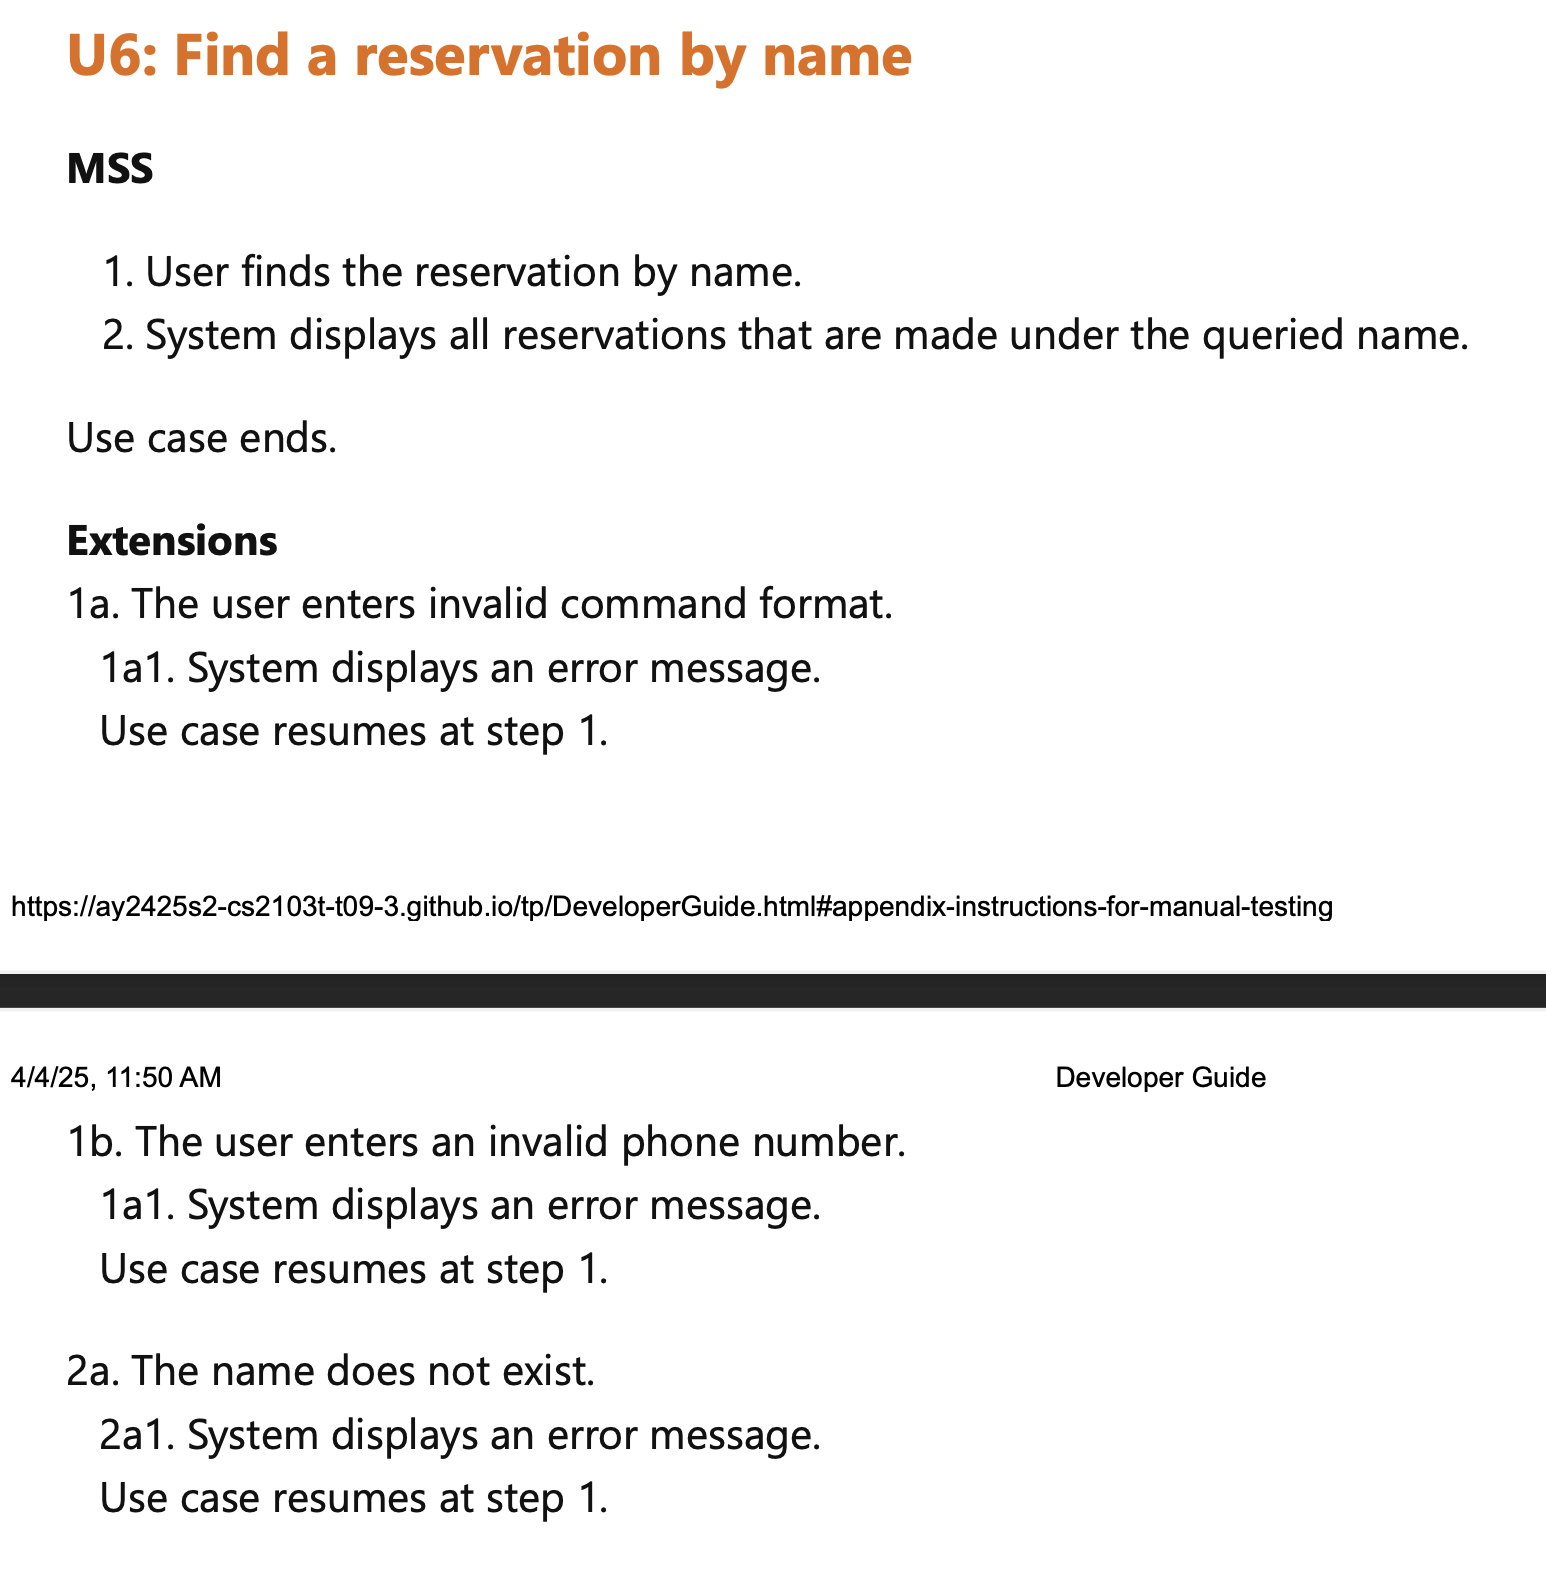 U6: Find a reservation by name
MSS
1. User finds the reservation by name.
2. System displays all reservations that are made under the queried name.
Use case ends.
Extensions
1a. The user enters invalid command format.
1a1. System displays an error message.
Use case resumes at step 1.
https://ay2425s2-cs2103t-t09-3.github.io/tp/DeveloperGuide.html#appendix-instructions-for-manual-testing
4/4/25, 11:50 AM Developer Guide
1b. The user enters an invalid phone number.
1a1. System displays an error message.
Use case resumes at step 1.
2a. The name does not exist.
2a1. System displays an error message.
Use case resumes at step 1.